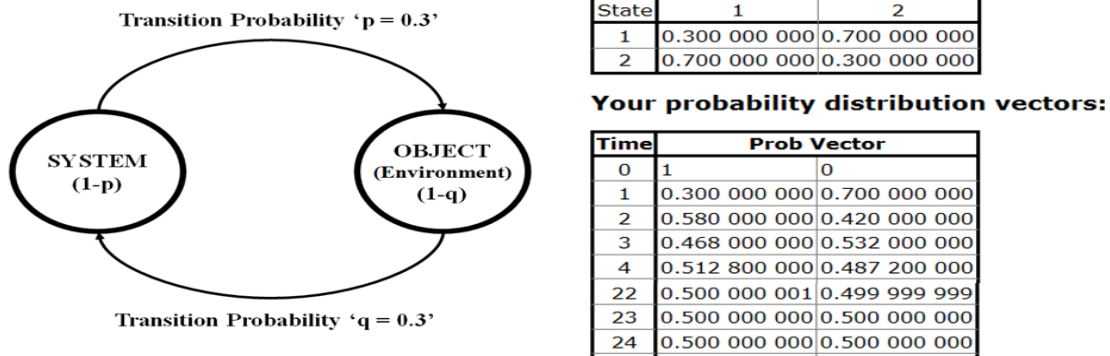 Transition Probability ‘p = 0.3’
SYSTEM
(1-p)
OBJECT
(Environment)
(1-q)
Transition Probability ‘q = 0.3’
State 1 2
1 0.300 000 000 0.700 000 000
2 0.700 000 000 0.300 000 000
Your probability distribution vectors:
Time Prob Vector
0 1 0
1 0.300 000 000 0.700 000 000
2 0.580 000 000 0.420 000 000
3 0.468 000 000 0.532 000 000
4 0.512 800 000 0.487 200 000
22 0.500 000 001 0.499 999 999
23 0.500 000 000 0.500 000 000
24 0.500 000 000 0.500 000 000